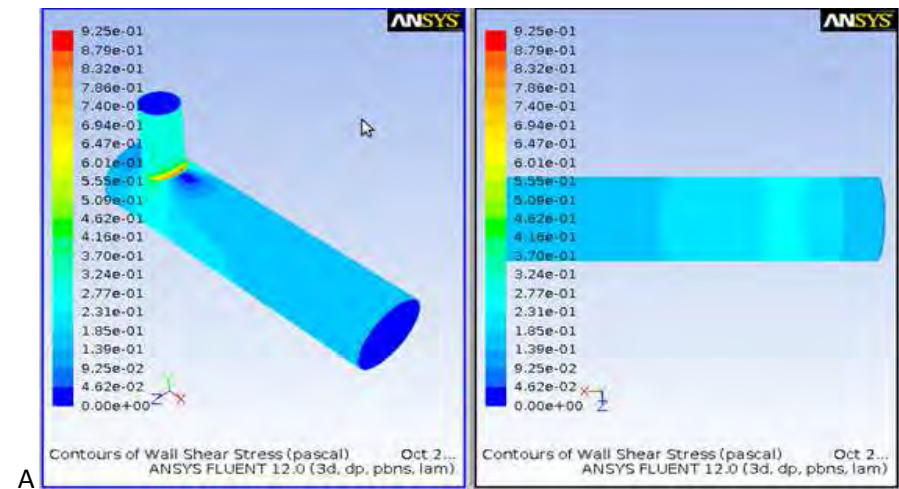 ANSYS
9.25e-01
8.79e-01
8.32e-01
7.86e-01
7.40e-0
6.94e-01
6.47e-01
6.01e-01
5.55e-01
5.09e-01
4.62e-01
4.16e-01
3.70e-01
3.24e-01
2.77e-01
2.31e-01
1.85e-01
1.39e-01
9.25e-02
4.62e-02
0.00e+00
Y
Z X
Contours of Wall Shear Stress (pascal) Oct 2...
ANSYS FLUENT 12.0 (3d, dp, pbns, lam)
ANSYS
9.25e-01
8.79e-01
8.32e-01
7.86e-01
7.40e-01
6.94e-01
6.47e-01
6.01e-01
5.55e-01
5.09e-01
4.62e-01
4.16e-01
3.70e-01
3.24e-01
2.77e-01
2.31e-01
1.85e-01
1.39e-01
9.25e-02
4.62e-02
0.00e+00
X
Z
Contours of Wall Shear Stress (pascal) Oct 2...
ANSYS FLUENT 12.0 (3d, dp, pbns, lam)
A